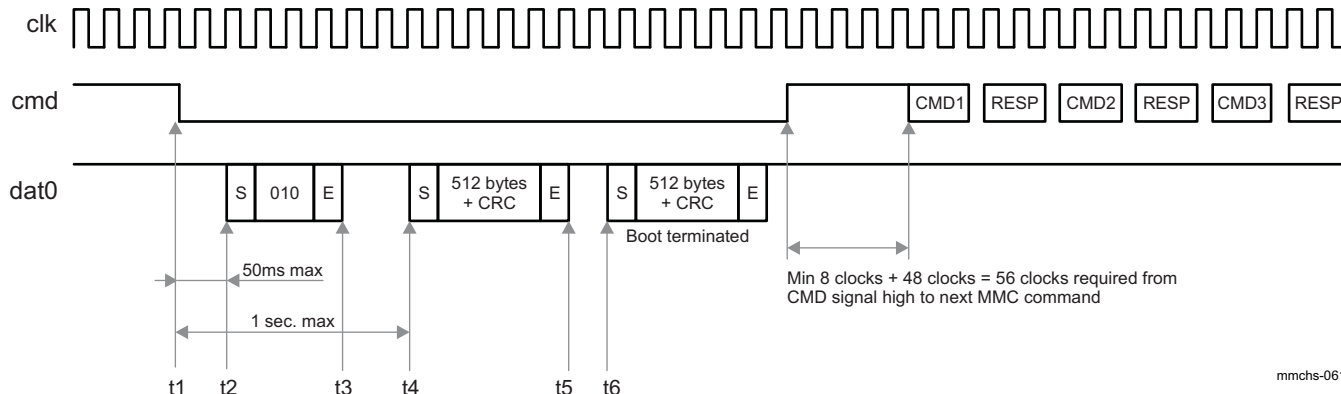 clk
cmd
CMD1 RESP CMD2 RESP CMD3 RESP
dat0
S 010 E S 512 bytes + CRC E S 512 bytes + CRC E
Boot terminated
50ms max
Min 8 clocks + 48 clocks = 56 clocks required from
CMD signal high to next MMC command
1 sec. max
t1 t2 t3 t4 t5 t6
mmchs-061